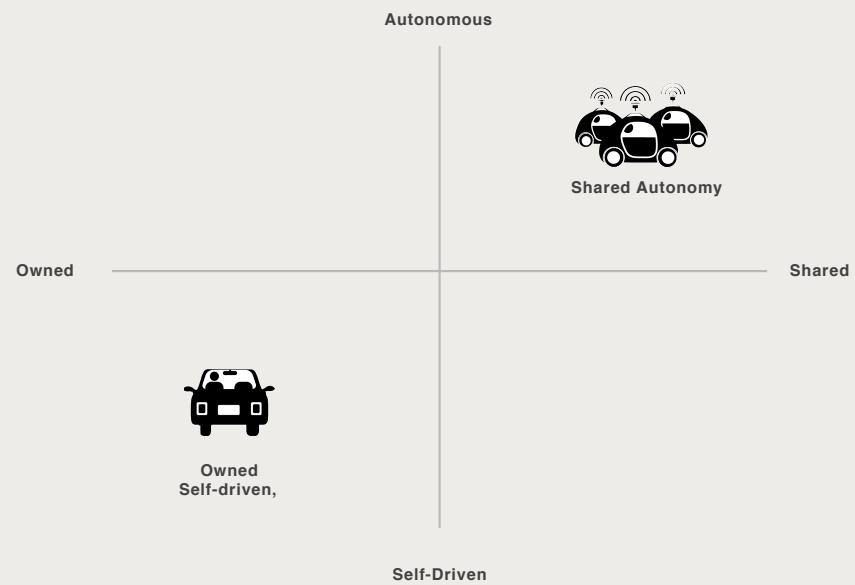 Autonomous
Shared Autonomy
Owned
Shared
Owned
Self-driven,
Self-Driven